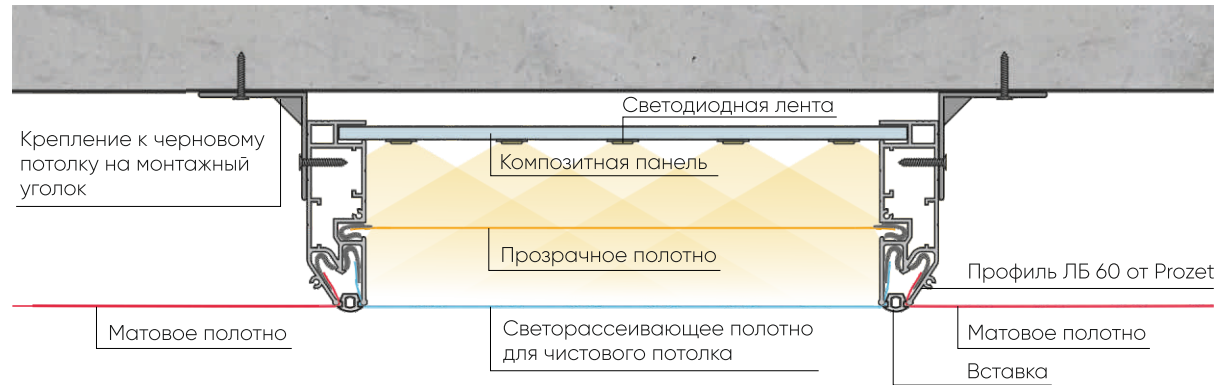 Светодиодная лента
Крепление к черновому
потолку на монтажный
уголок
Композитная панель
Прозрачное полотно
Профиль ЛБ 60 от Prozet
Матовое полотно
Светорассеивающее полотно
для чистового потолка
Матовое полотно
Вставка